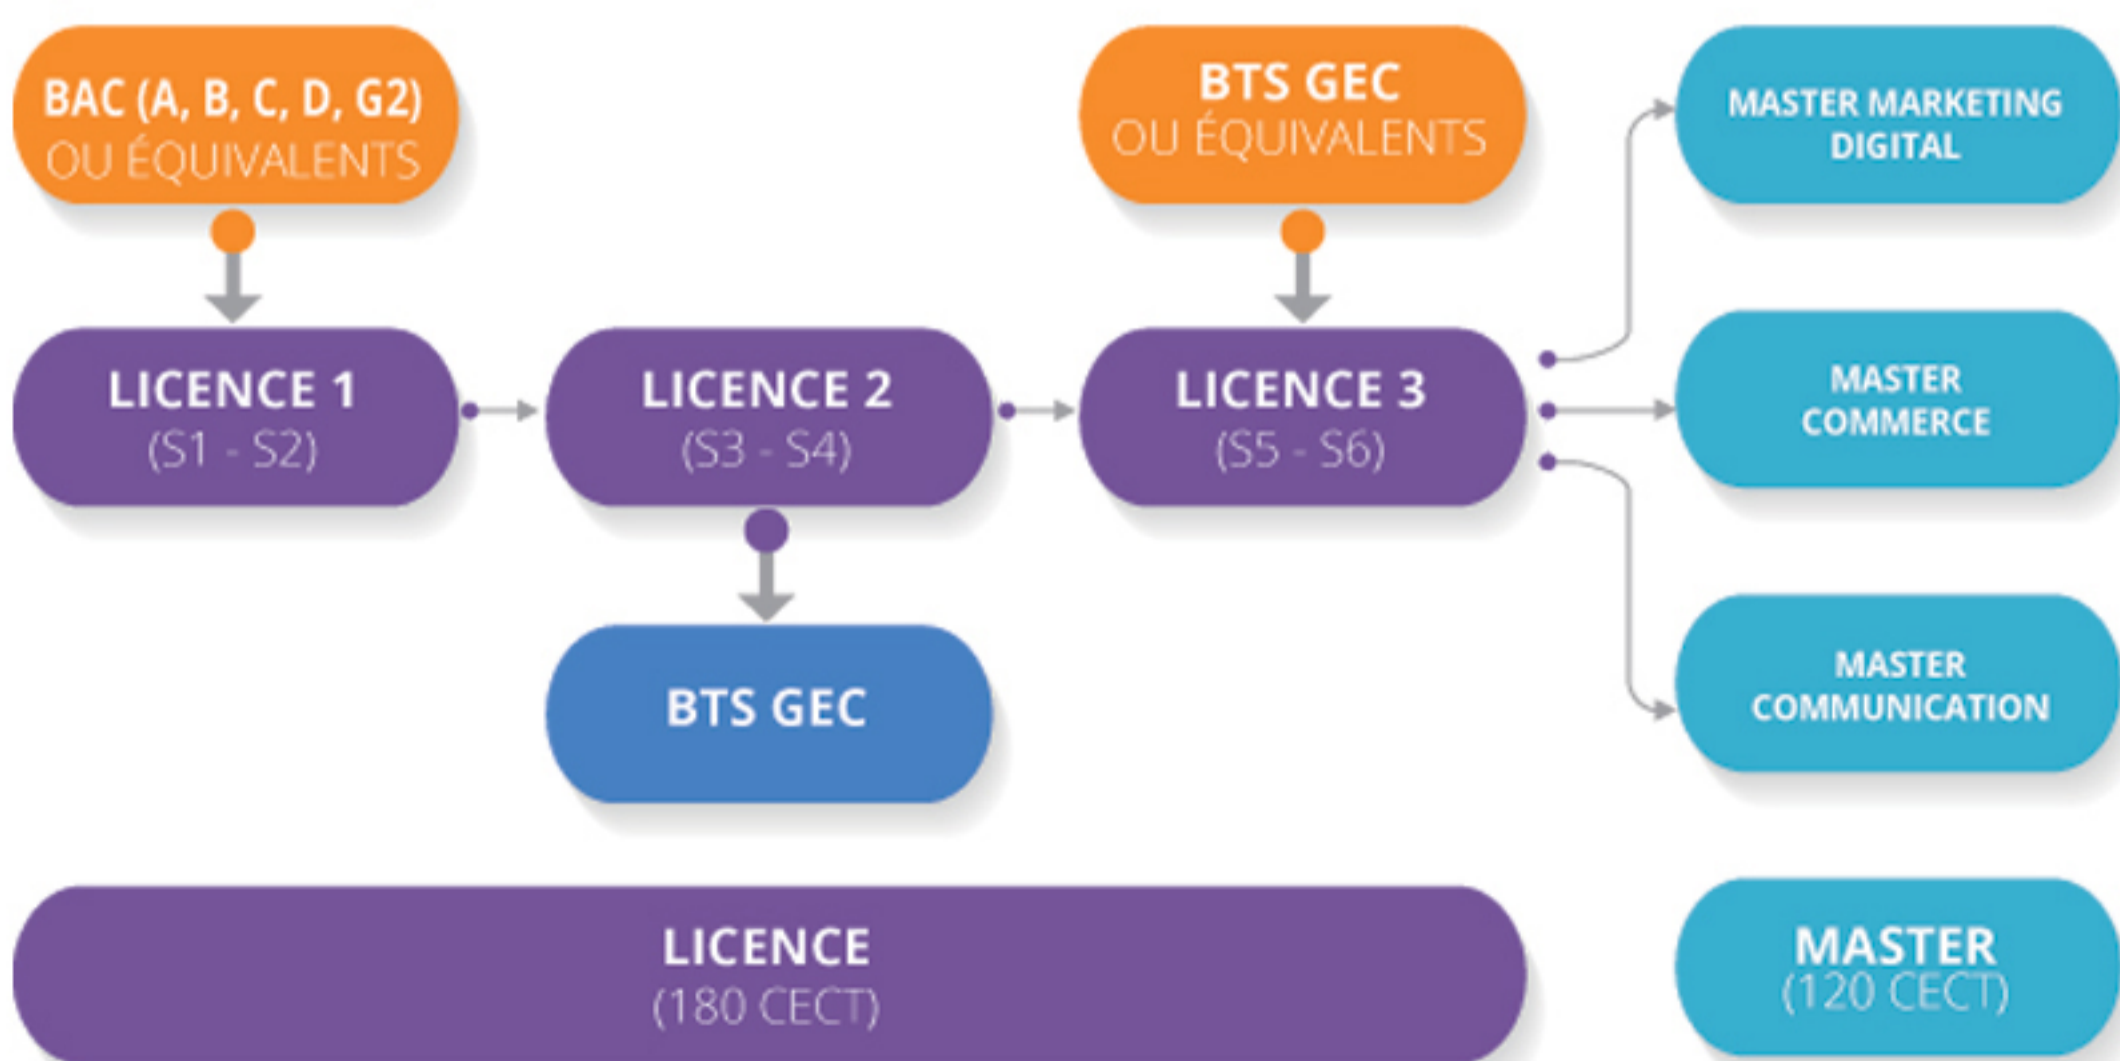 BAC (A, B, C, D, G2)
OU ÉQUIVALENTS
BTS GEC
OU ÉQUIVALENTS
MASTER MARKETING
DIGITAL
LICENCE 1
(S1 - S2)
LICENCE 2
(S3 - S4)
LICENCE 3
(S5 - S6)
MASTER
COMMERCE
BTS GEC
MASTER
COMMUNICATION
LICENCE
(180 CECT)
MASTER
(120 CECT)